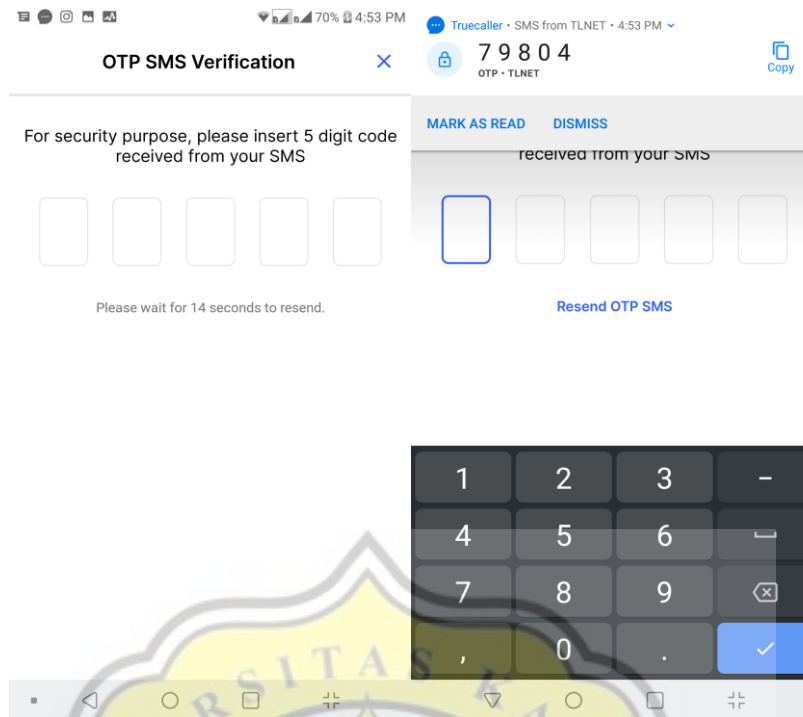 70% 4:53 PM
OTP SMS Verification
For security purpose, please insert 5 digit code
received from your SMS
Please wait for 14 seconds to resend.
Truecaller • SMS from TLNET • 4:53 PM
79804
OTP • TLNET
Copy
MARK AS READ DISMISS
received from your SMS
Resend OTP SMS
1 2 3 –
4 5 6
7 8 9
, 0 .
RSITAS KA